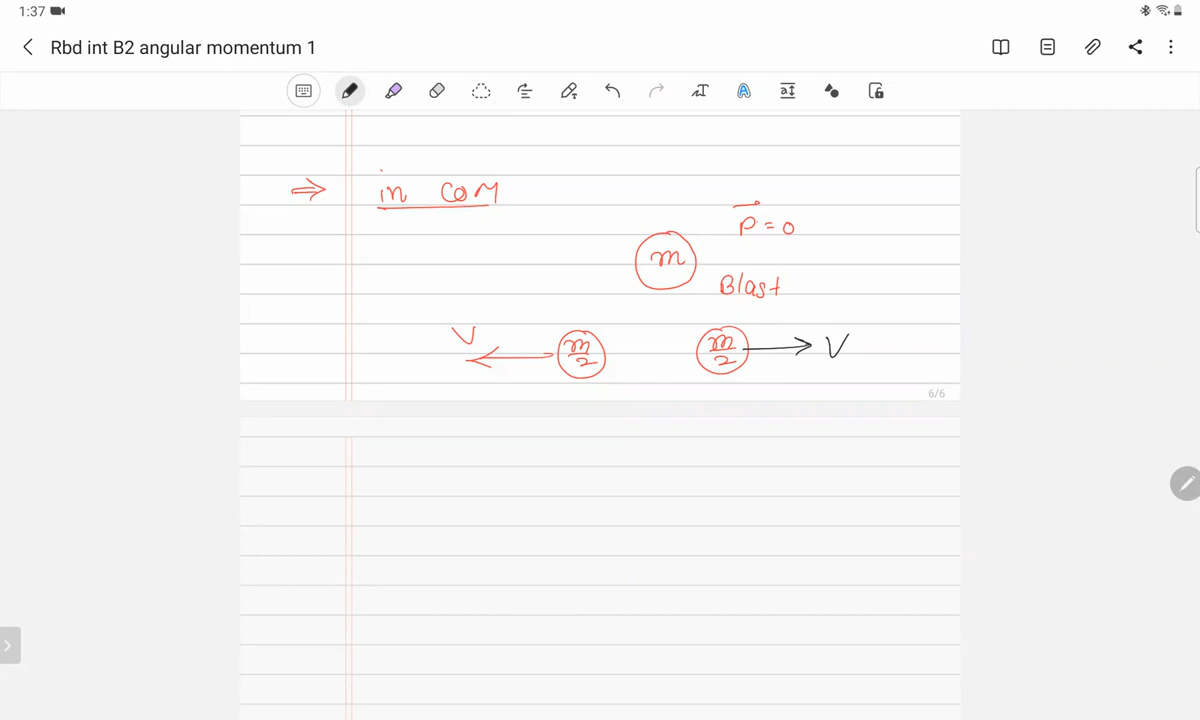 1:37
Rbd int B2 angular momentum 1
⇒ in COM
P⃗ = 0
m
Blast
V m/2 m/2 V
6/6